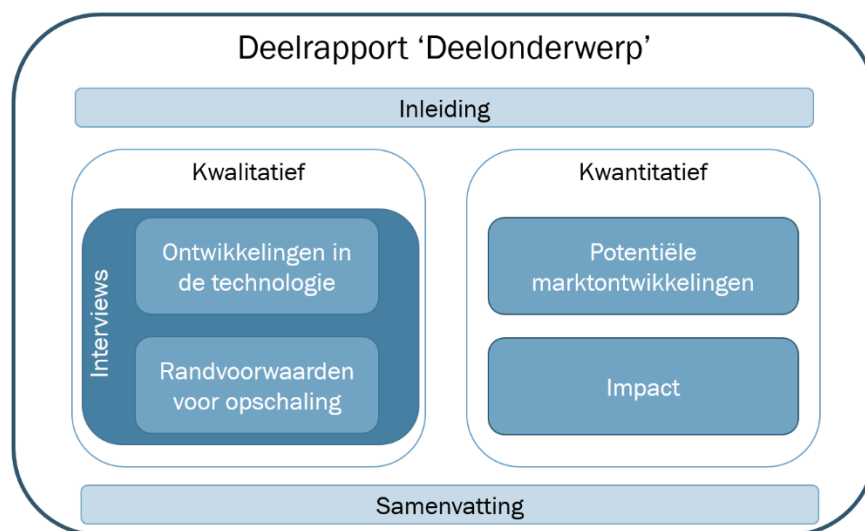 Deelrapport ‘Deelonderwerp’
Inleiding
Kwalitatief
Interviews
Ontwikkelingen in
de technologie
Randvoorwaarden
voor opschaling
Kwantitatief
Potentiële
marktontwikkelingen
Impact
Samenvatting